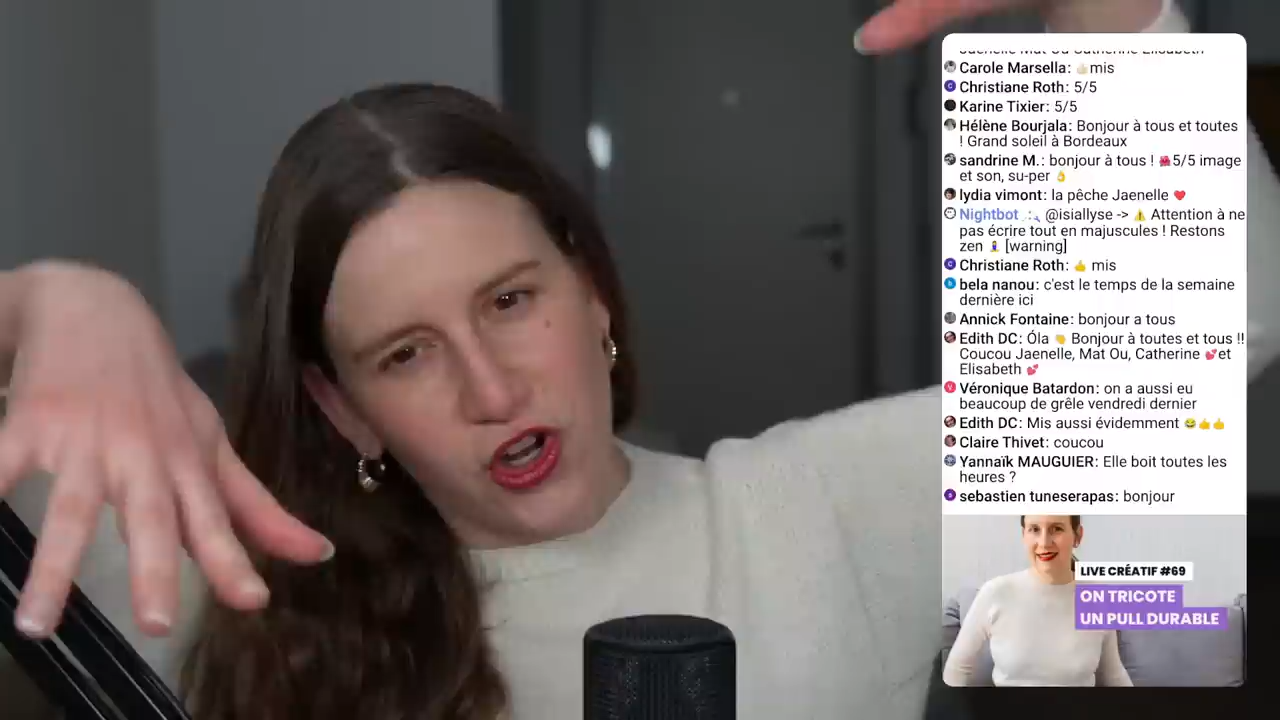 Jaenelle Mat Ou Catherine Elisabeth
Carole Marsella: 👍🏻mis
Christiane Roth: 5/5
Karine Tixier: 5/5
Hélène Bourjala: Bonjour à tous et toutes
! Grand soleil à Bordeaux
sandrine M.: bonjour à tous ! 🌺5/5 image
et son, su-per 👌
lydia vimont: la pêche Jaenelle ❤️
Nightbot @isiallyse -> ⚠️ Attention à ne
pas écrire tout en majuscules ! Restons
zen 🧘‍♀️ [warning]
Christiane Roth: 👍 mis
bela nanou: c'est le temps de la semaine
dernière ici
Annick Fontaine: bonjour a tous
Edith DC: Óla 👋 Bonjour à toutes et tous !!
Coucou Jaenelle, Mat Ou, Catherine 💕et
Elisabeth 💕
Véronique Batardon: on a aussi eu
beaucoup de grêle vendredi dernier
Edith DC: Mis aussi évidemment 😂👍👍
Claire Thivet: coucou
Yannaïk MAUGUIER: Elle boit toutes les
heures ?
sebastien tuneserapas: bonjour
LIVE CRÉATIF #69
ON TRICOTE
UN PULL DURABLE